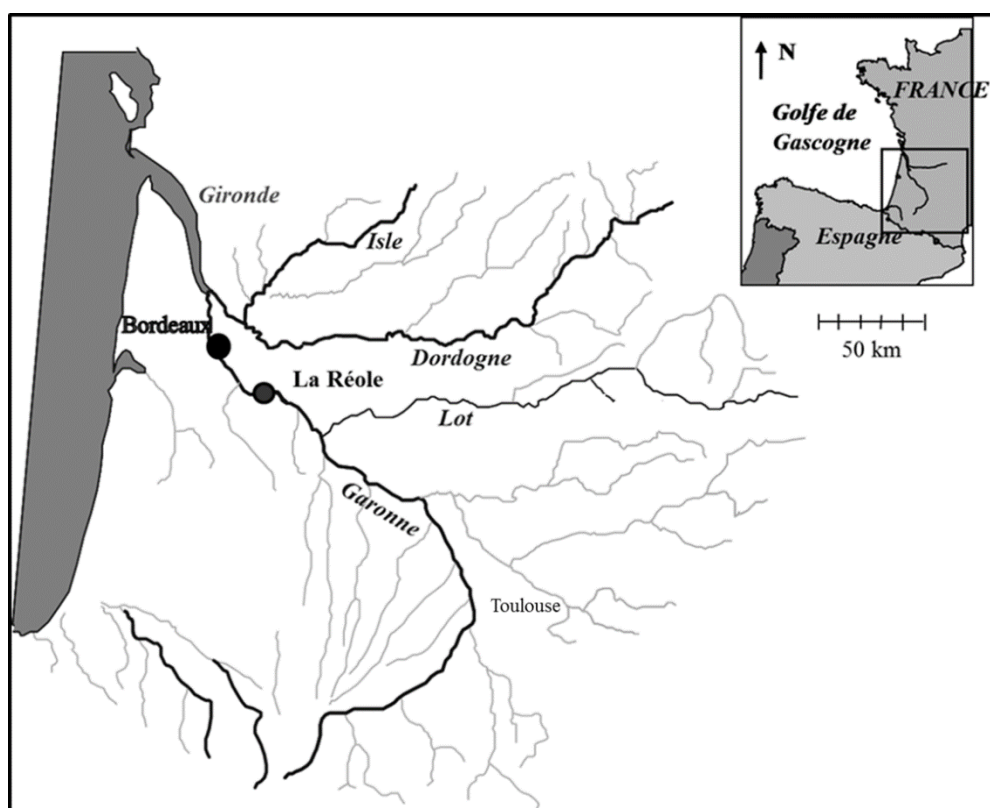 N
FRANCE
Golfe de
Gascogne
Espagne
50 km
Gironde
Isle
Bordeaux
Dordogne
La Réole
Lot
Garonne
Toulouse